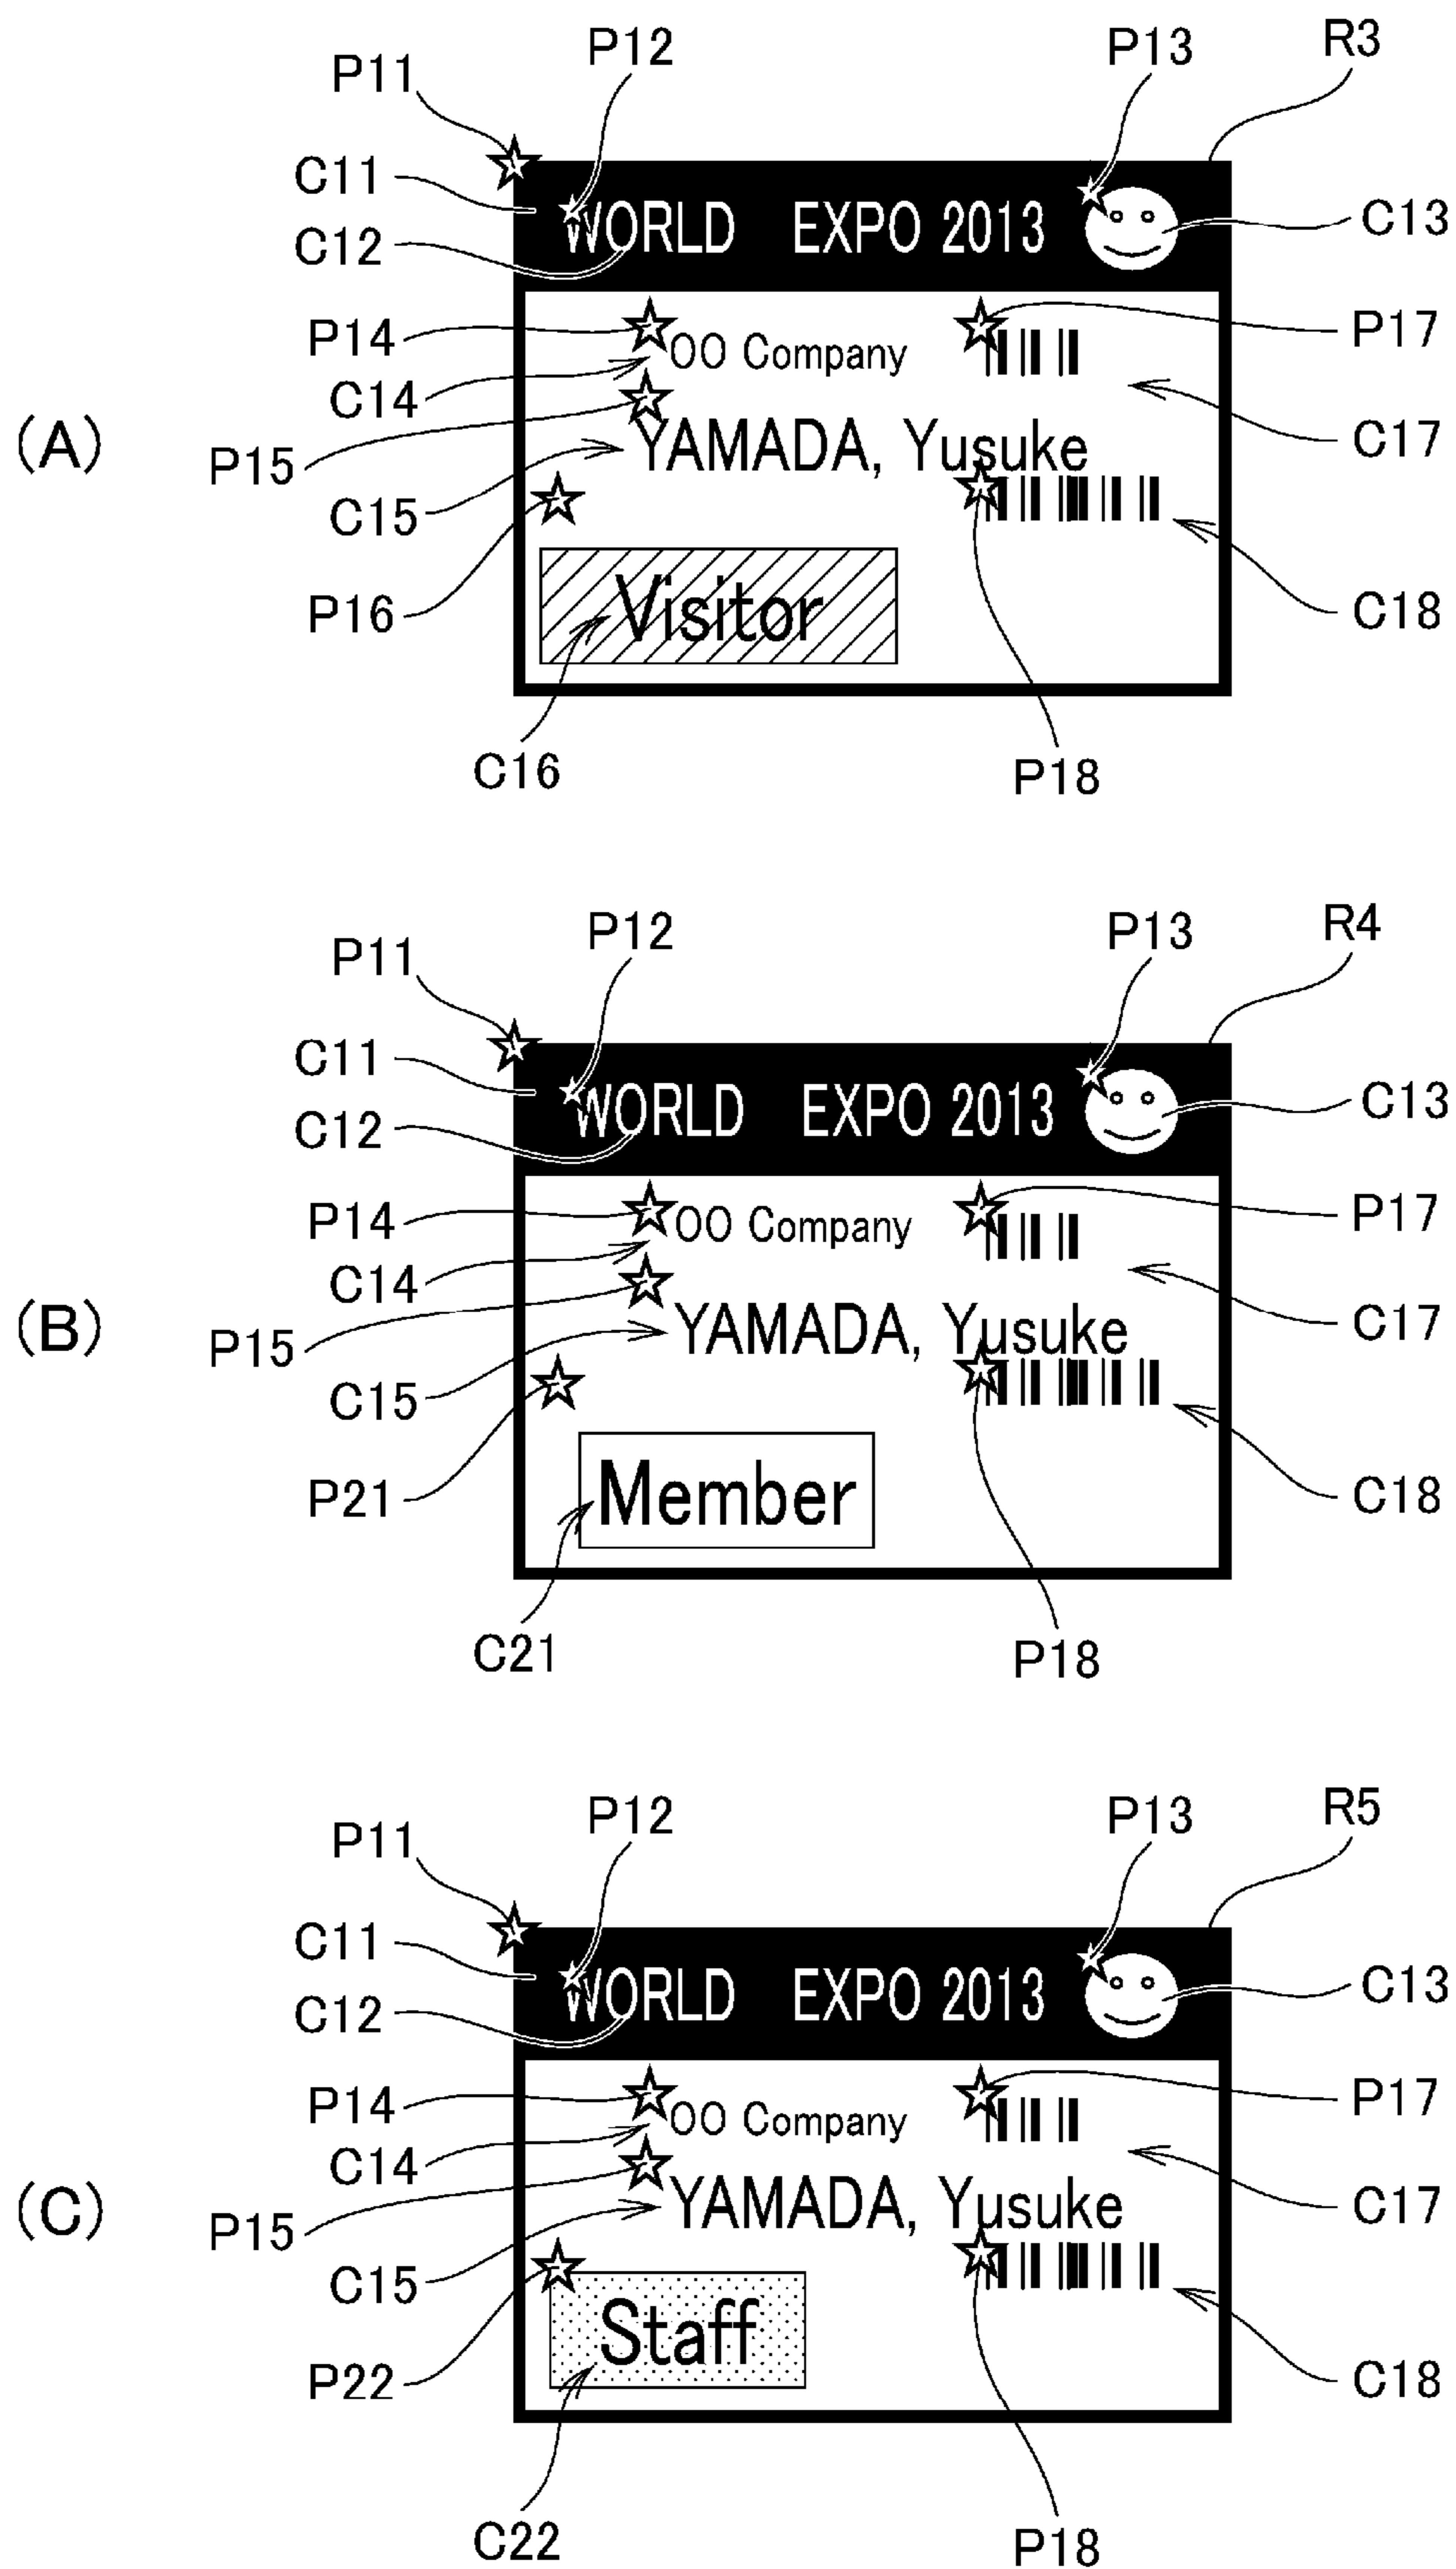 P12 P13 R3
P11
C11
WORLD EXPO 2013
C13
C12
P14
OO Company
P17
C14
(A)
YAMADA, Yusuke
C17
P15
C15
P16
Visitor
C18
C16
P18
P12 P13 R4
P11
C11
WORLD EXPO 2013
C13
C12
P14
OO Company
P17
C14
(B)
YAMADA, Yusuke
C17
P15
C15
P21
Member
C18
C21
P18
P12 P13 R5
P11
C11
WORLD EXPO 2013
C13
C12
P14
OO Company
P17
C14
(C)
YAMADA, Yusuke
C17
P15
C15
P22
Staff
C18
C22
P18